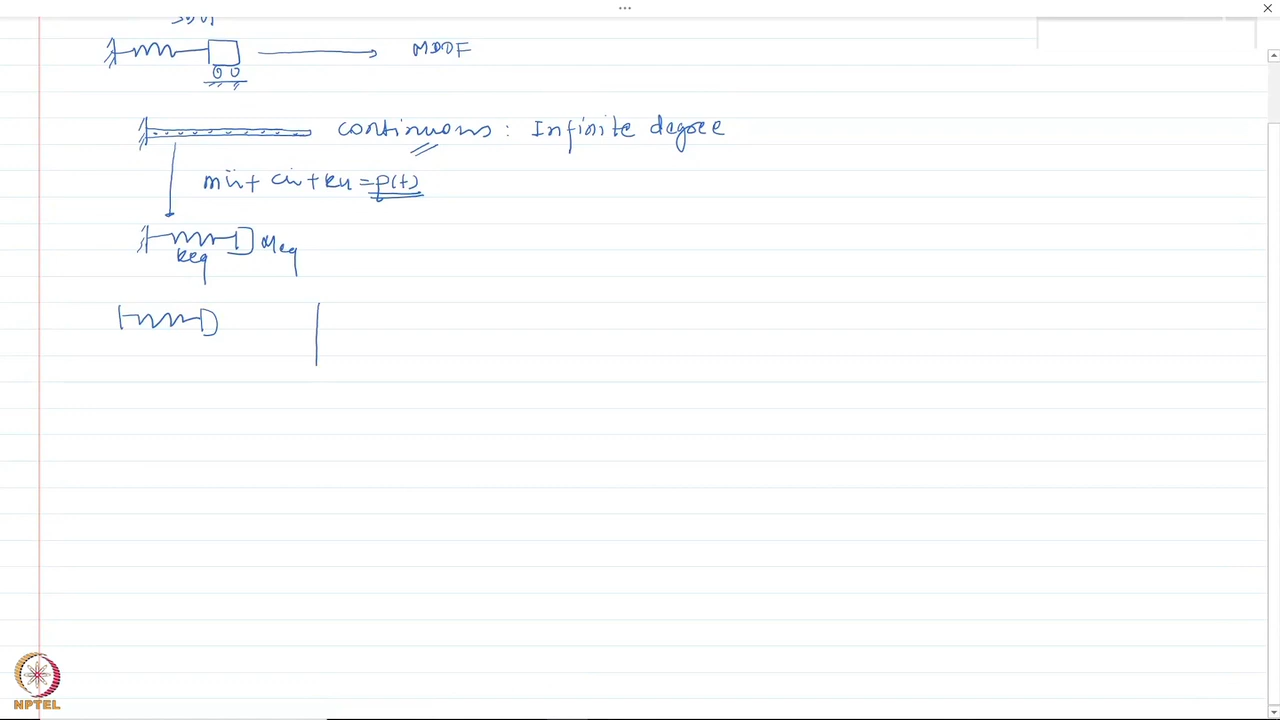 MDOF
continuous : Infinite degree
mü + cu̇ + ku = p(t)
keq Meq
NPTEL